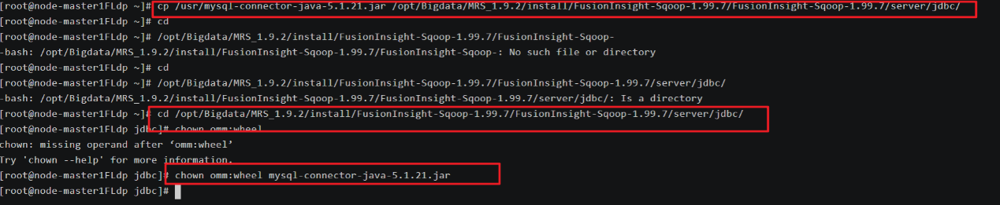 [root@node-master1FLdp ~]# cp /usr/mysql-connector-java-5.1.21.jar /opt/Bigdata/MRS_1.9.2/install/FusionInsight-Sqoop-1.99.7/FusionInsight-Sqoop-1.99.7/server/jdbc/
[root@node-master1FLdp ~]# cd
[root@node-master1FLdp ~]# /opt/Bigdata/MRS_1.9.2/install/FusionInsight-Sqoop-1.99.7/FusionInsight-Sqoop-
-bash: /opt/Bigdata/MRS_1.9.2/install/FusionInsight-Sqoop-1.99.7/FusionInsight-Sqoop-: No such file or directory
[root@node-master1FLdp ~]# cd
[root@node-master1FLdp ~]# /opt/Bigdata/MRS_1.9.2/install/FusionInsight-Sqoop-1.99.7/FusionInsight-Sqoop-1.99.7/server/jdbc/
-bash: /opt/Bigdata/MRS_1.9.2/install/FusionInsight-Sqoop-1.99.7/FusionInsight-Sqoop-1.99.7/server/jdbc/: Is a directory
[root@node-master1FLdp ~]# cd /opt/Bigdata/MRS_1.9.2/install/FusionInsight-Sqoop-1.99.7/FusionInsight-Sqoop-1.99.7/server/jdbc/
[root@node-master1FLdp jdbc]# chown omm:wheel
chown: missing operand after ‘omm:wheel’
Try 'chown --help' for more information.
[root@node-master1FLdp jdbc]# chown omm:wheel mysql-connector-java-5.1.21.jar
[root@node-master1FLdp jdbc]#